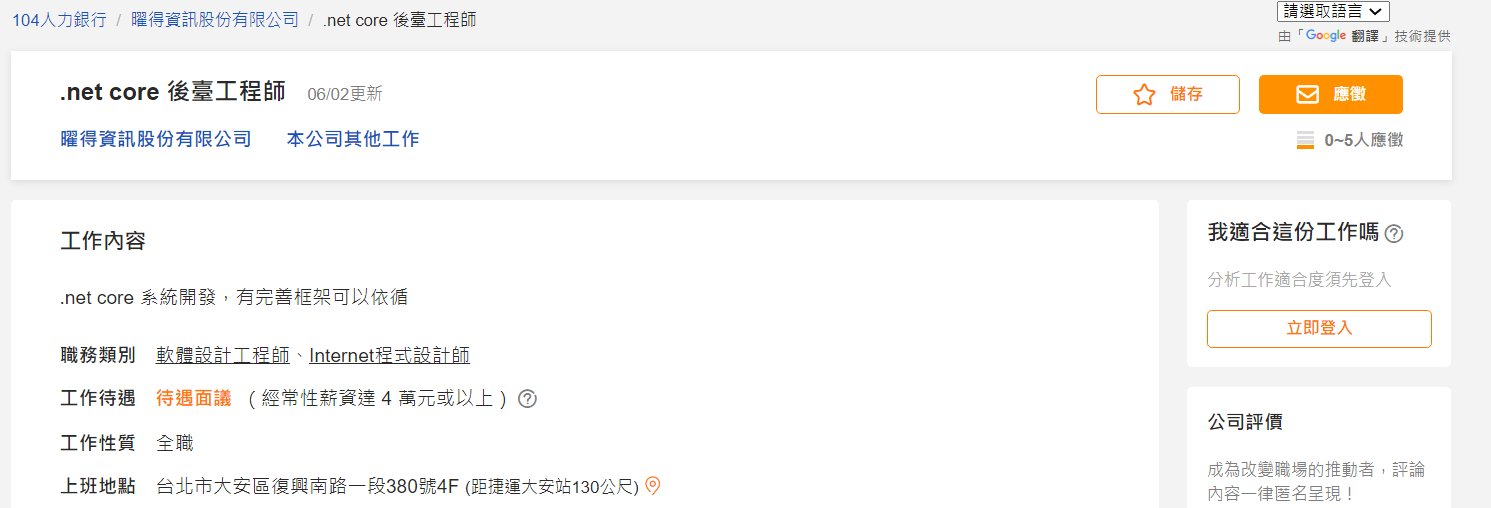 104人力銀行 / 曜得資訊股份有限公司 / .net core 後臺工程師
請選取語言
由「Google 翻譯」技術提供
.net core 後臺工程師 06/02更新
儲存
應徵
曜得資訊股份有限公司 本公司其他工作
0~5人應徵
工作內容
.net core 系統開發，有完善框架可以依循
職務類別 軟體設計工程師、Internet程式設計師
工作待遇 待遇面議 ( 經常性薪資達 4 萬元或以上 ) ?
工作性質 全職
上班地點 台北市大安區復興南路一段380號4F (距捷運大安站130公尺)
我適合這份工作嗎 ?
分析工作適合度須先登入
立即登入
公司評價
成為改變職場的推動者，評論
內容一律匿名呈現！